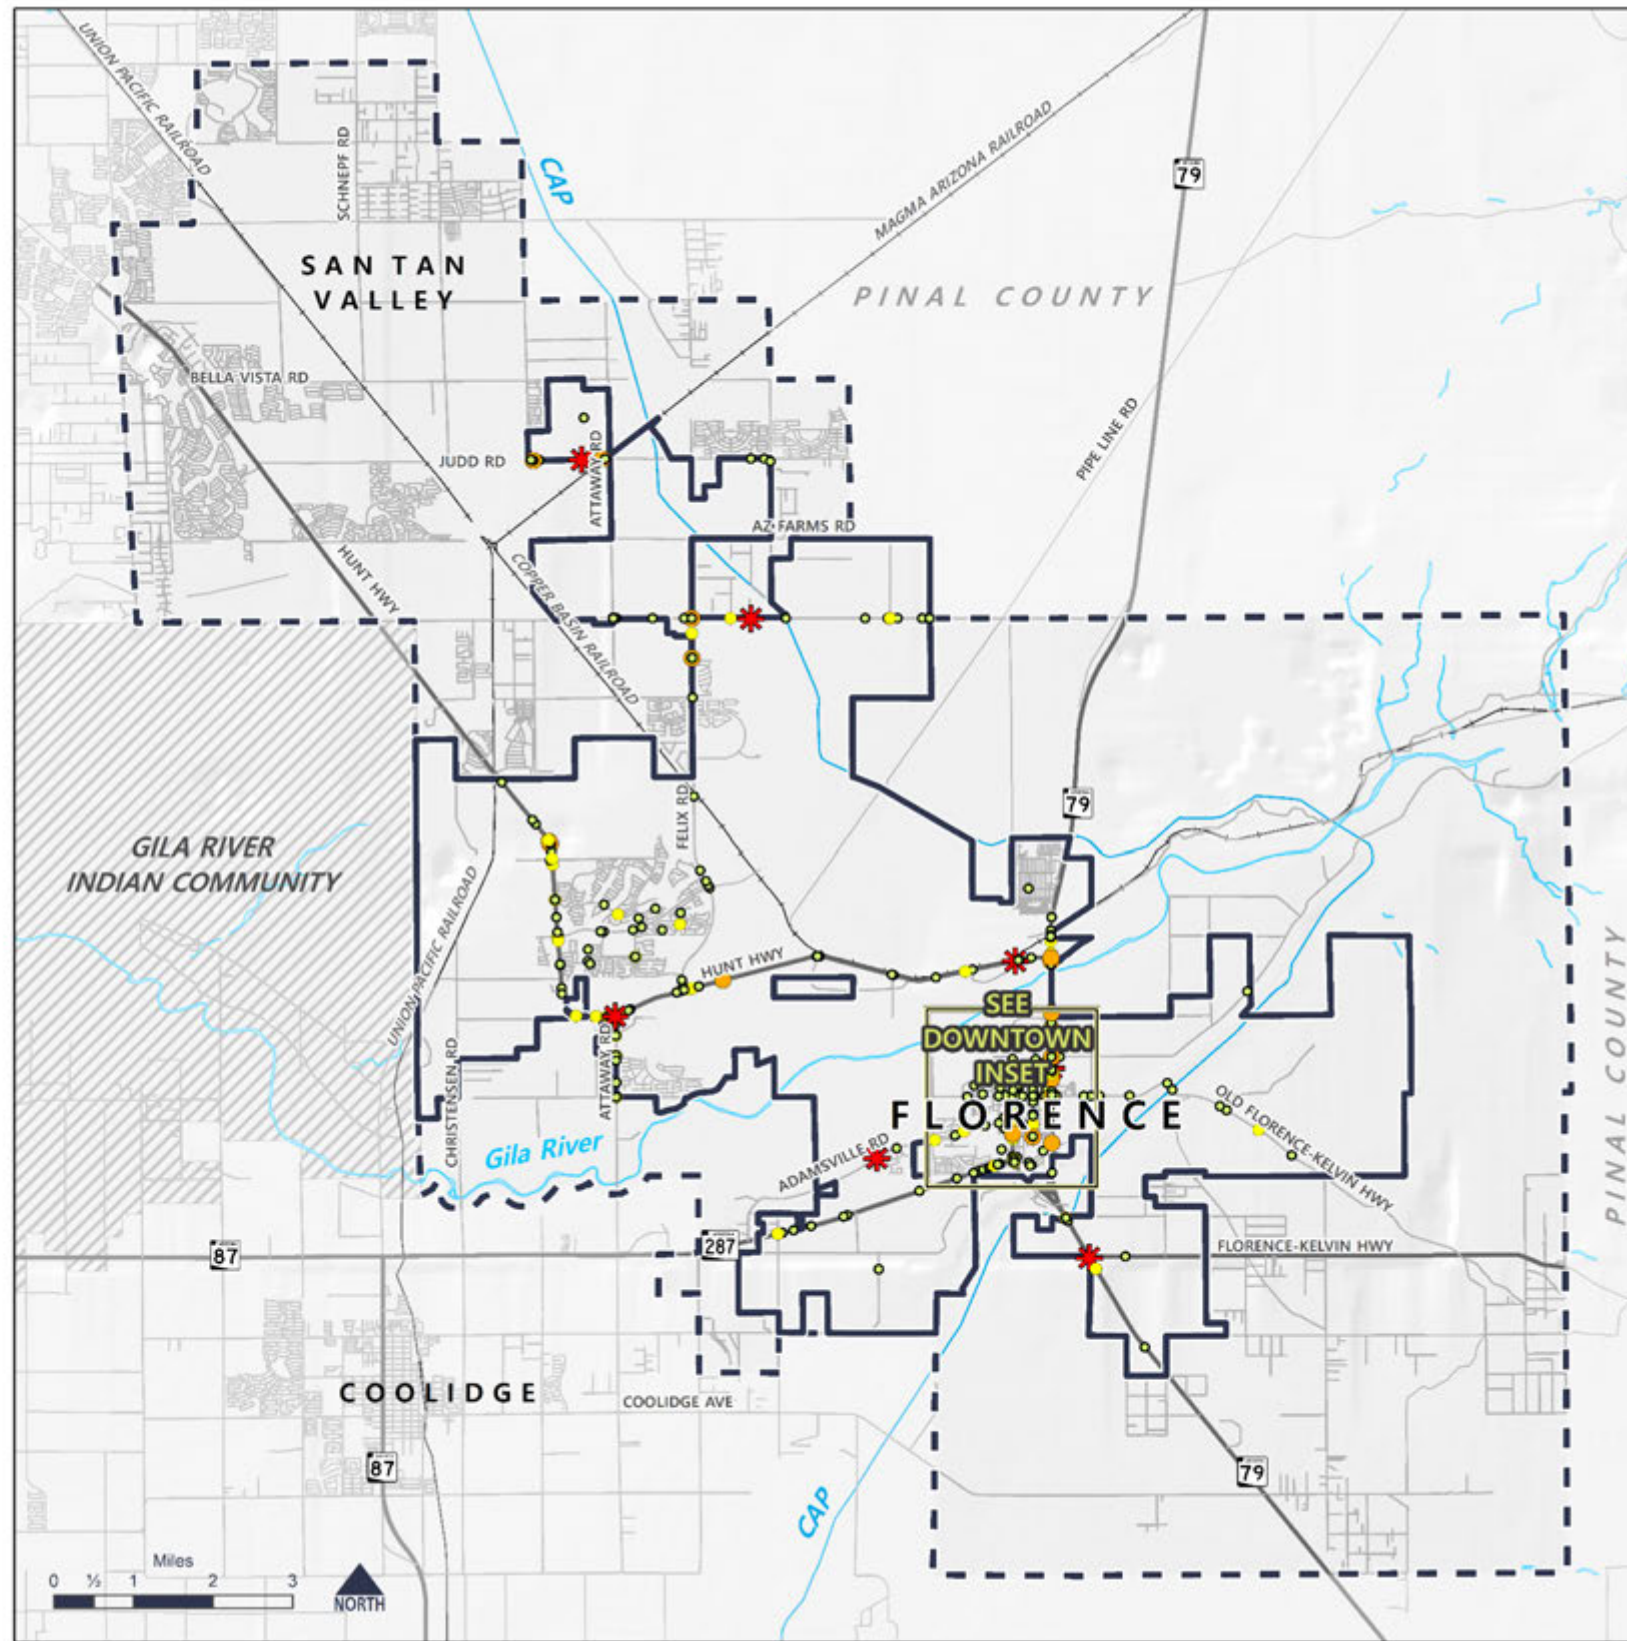 UNION PACIFIC RAILROAD
SCHNEPF RD
CAP
MAGMA ARIZONA RAILROAD
79
SAN TAN
VALLEY
PINAL COUNTY
BELLA VISTA RD
PIPE LINE RD
JUDD RD
ATTAWAY RD
AZ FARMS RD
HUNT HWY
COPPER BASIN RAILROAD
79
FELIX RD
GILA RIVER
INDIAN COMMUNITY
UNION PACIFIC RAILROAD
HUNT HWY
PINAL COUNTY
SEE
DOWNTOWN
INSET
CHRISTENSEN RD
ATTAWAY RD
FLORENCE
OLD FLORENCE-KELVIN HWY
Gila River
ADAMSVILLE RD
87
287
FLORENCE-KELVIN HWY
COOLIDGE
COOLIDGE AVE
87
79
CAP
Miles
0 ½ 1 2 3
NORTH